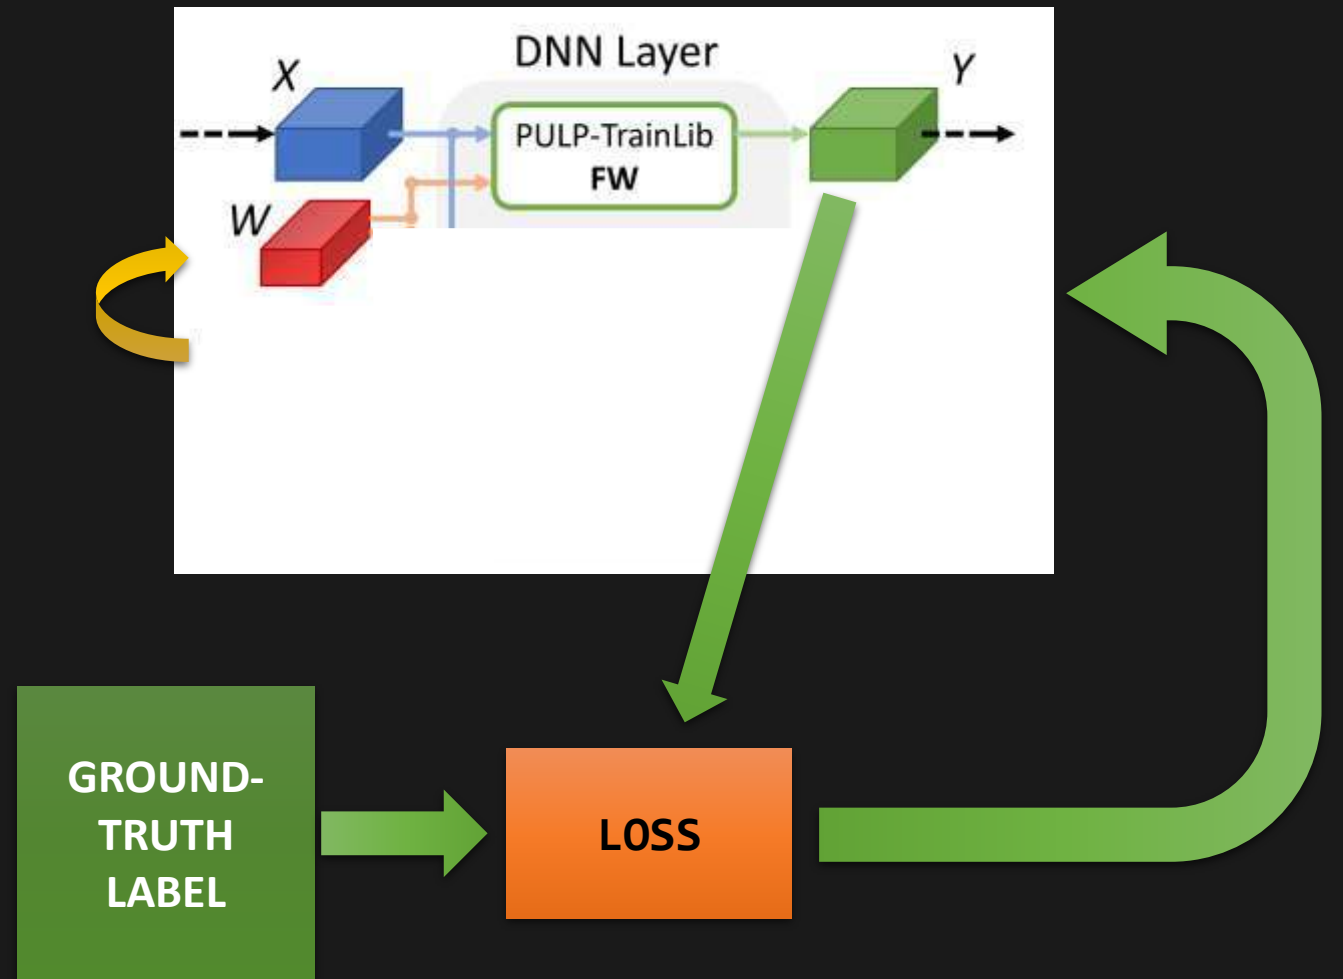 DNN Layer
X
Y
PULP-TrainLib
FW
W
GROUND-
TRUTH
LABEL
LOSS